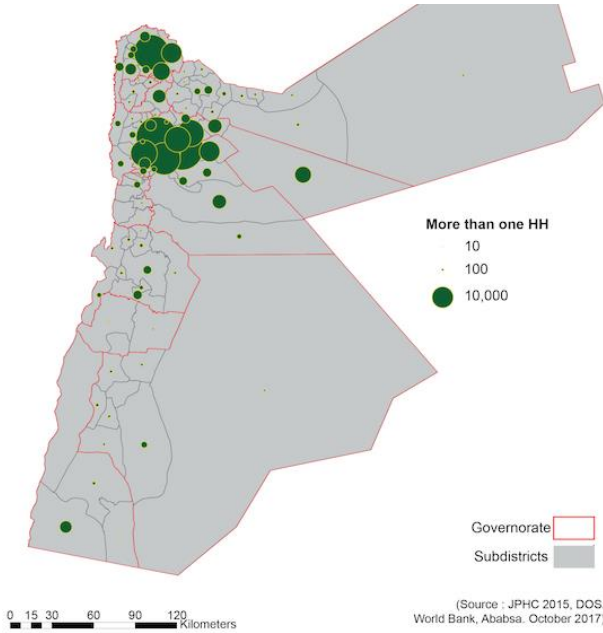 More than one HH
10
100
10,000
Governorate
Subdistricts
0 15 30 60 90 120
Kilometers
(Source : JPHC 2015, DOS,
World Bank, Ababsa. October 2017)